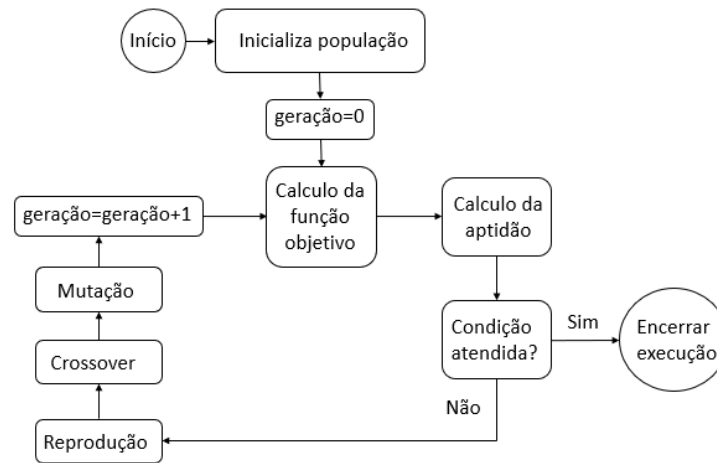 Início
Inicializa população
geração=0
Calculo da
função
objetivo
Calculo da
aptidão
Condição
atendida?
Sim
Encerrar
execução
Não
Reprodução
Crossover
Mutação
geração=geração+1